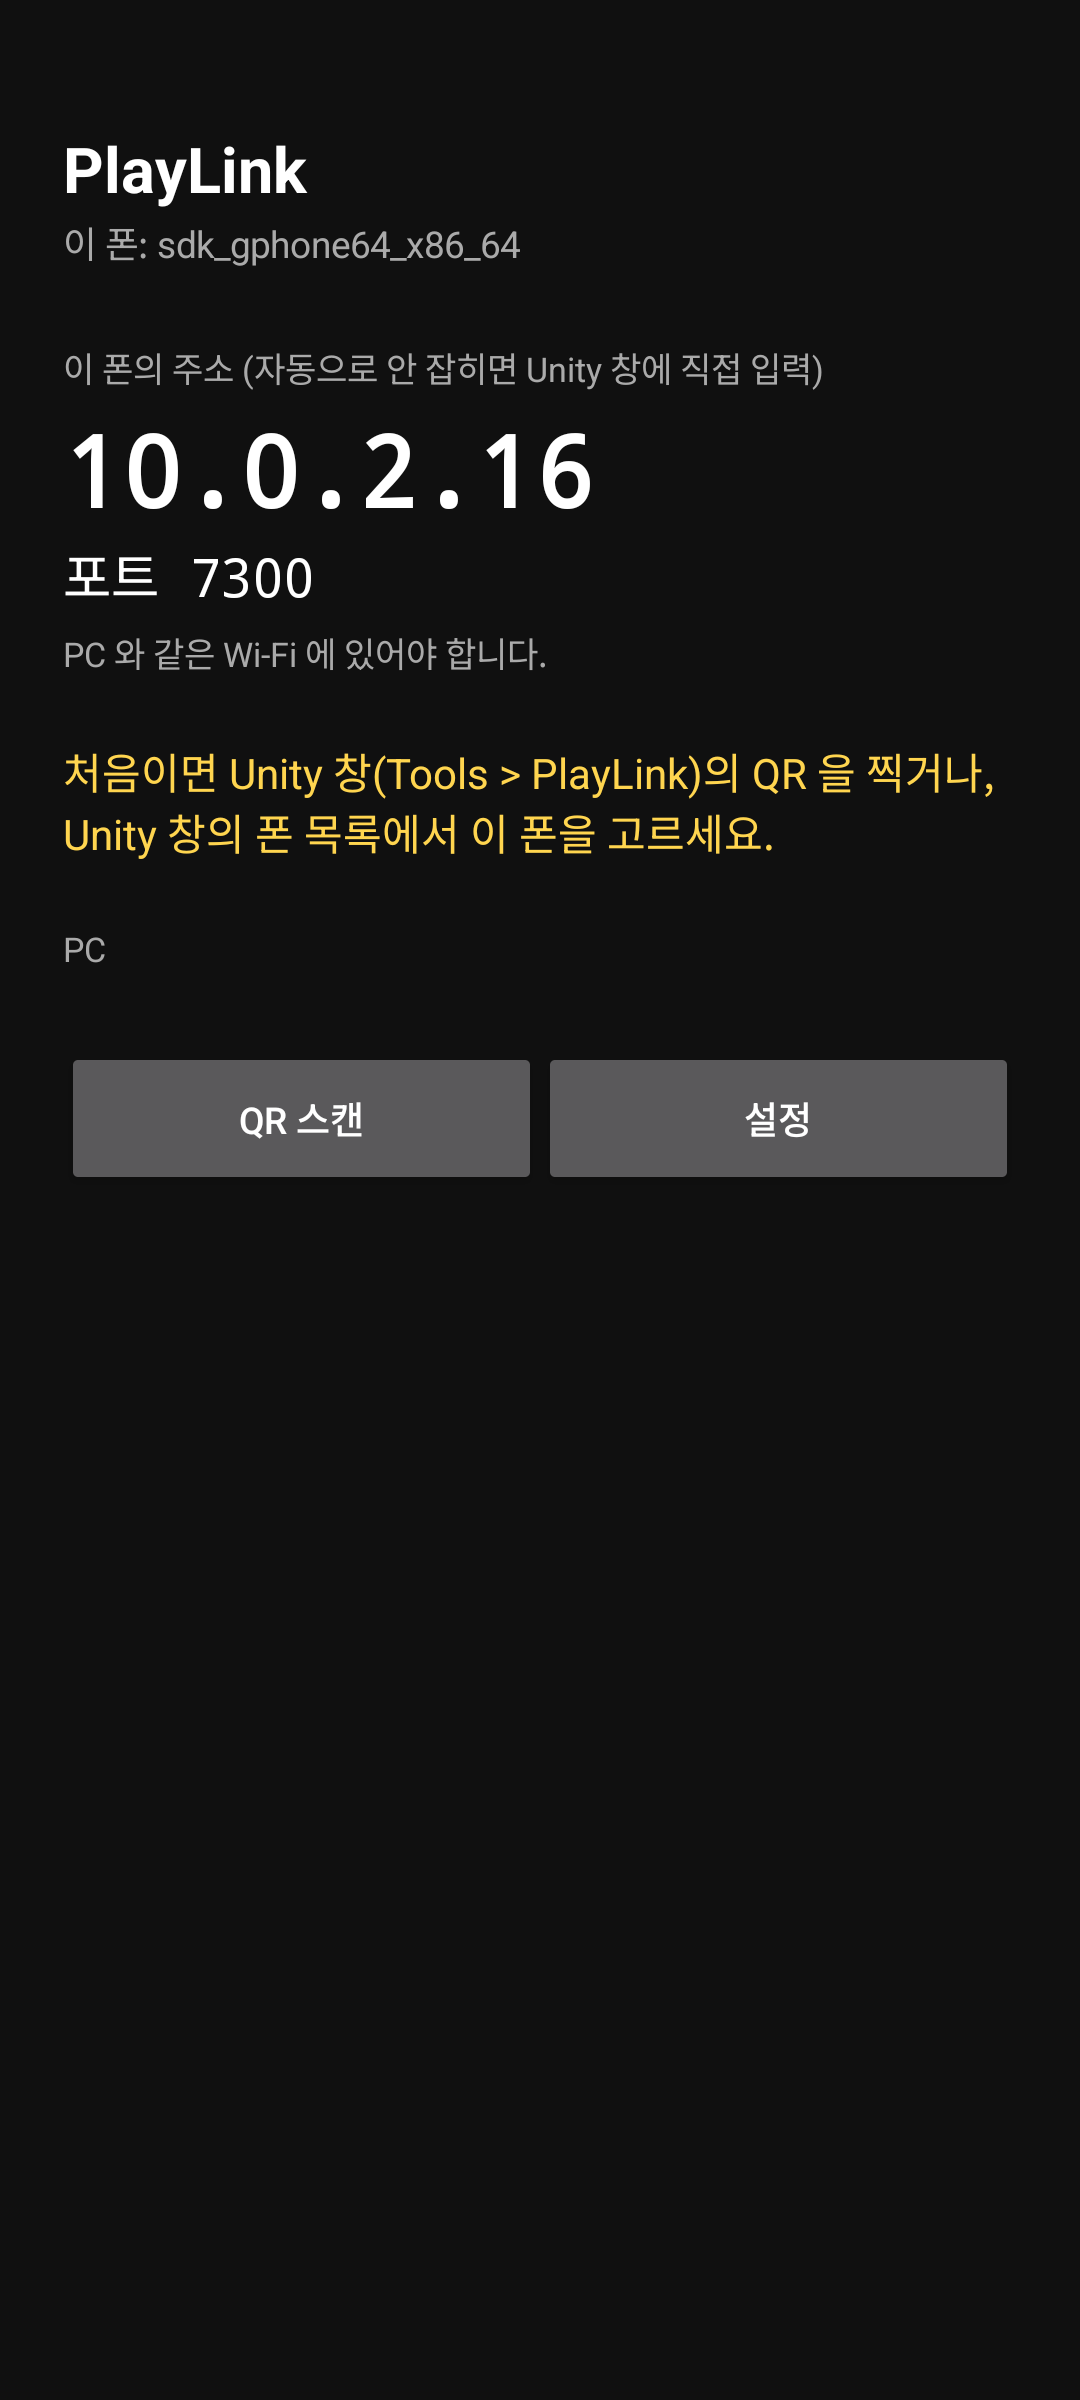 PlayLink
이 폰: sdk_gphone64_x86_64
이 폰의 주소 (자동으로 안 잡히면 Unity 창에 직접 입력)
10.0.2.16
포트 7300
PC 와 같은 Wi-Fi 에 있어야 합니다.
처음이면 Unity 창(Tools > PlayLink)의 QR 을 찍거나,
Unity 창의 폰 목록에서 이 폰을 고르세요.
PC
QR 스캔
설정